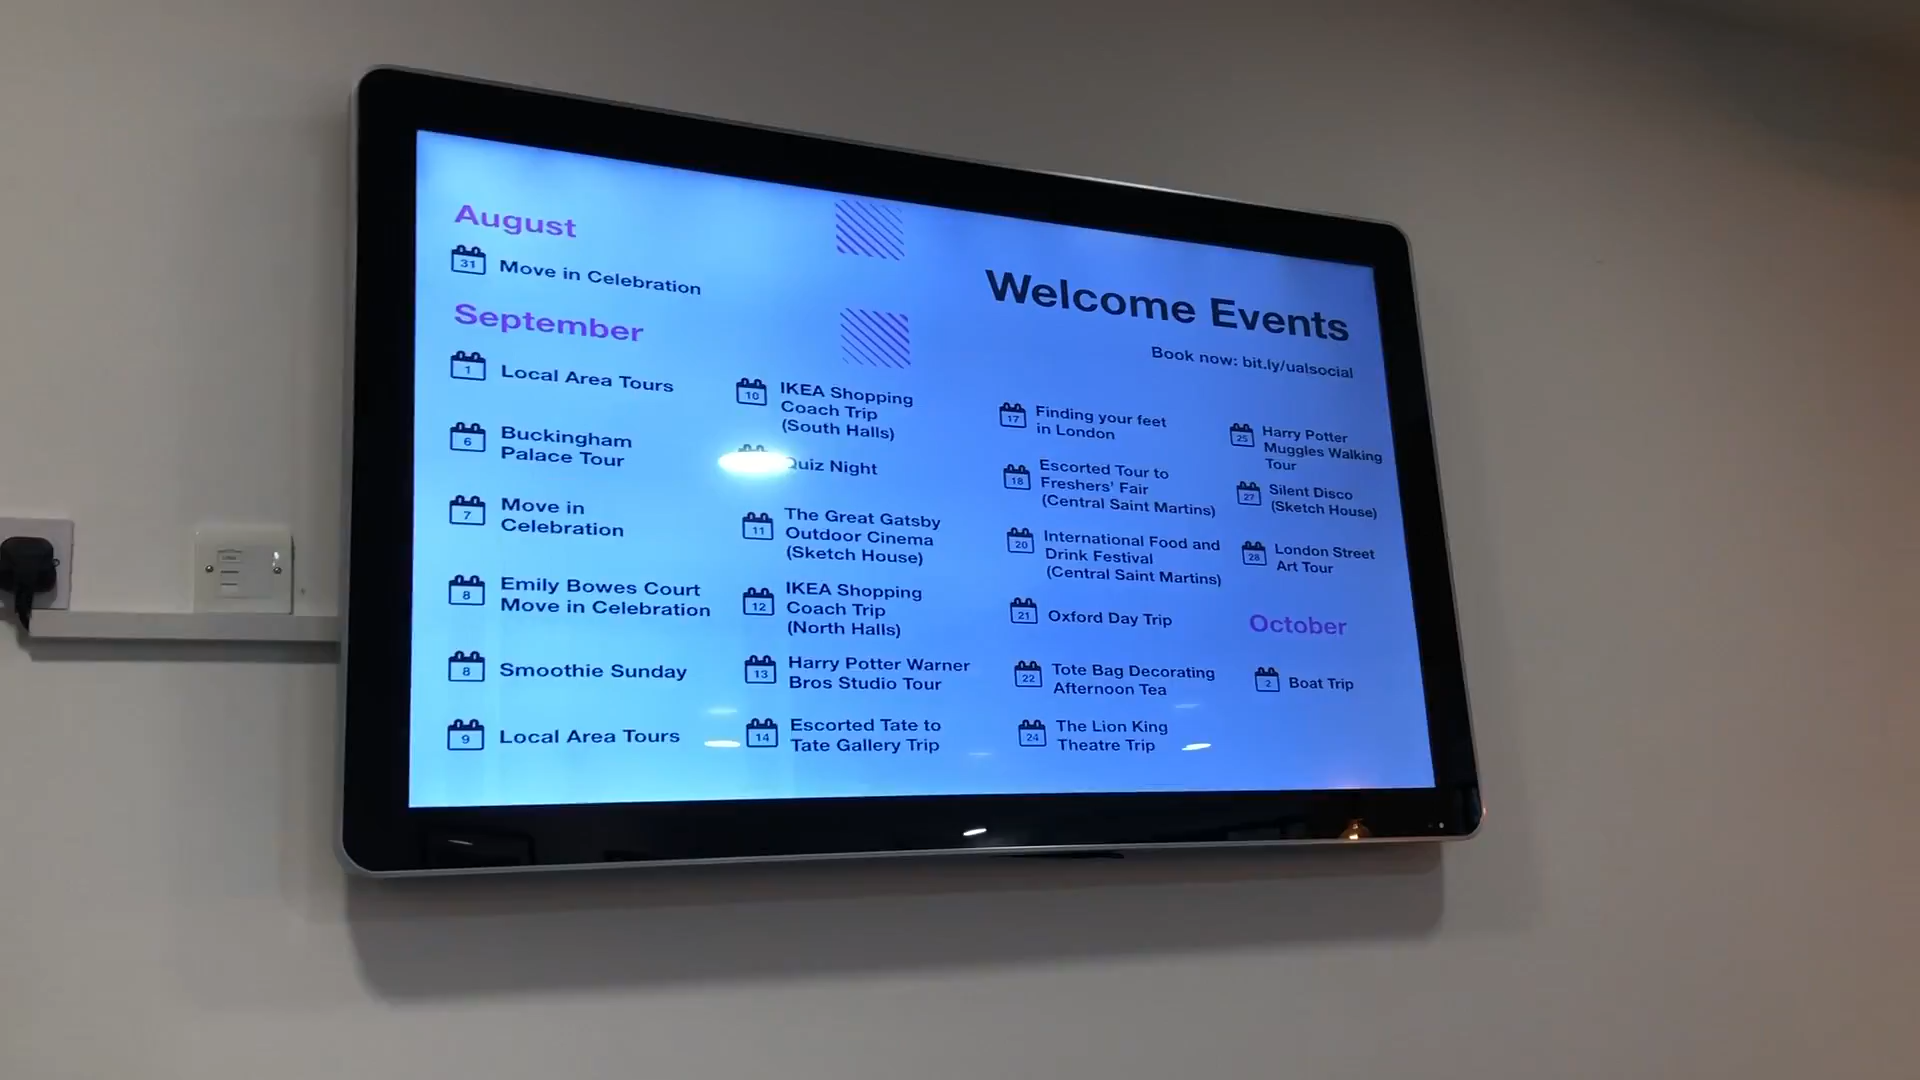 August
31
Move in Celebration
September
1
Local Area Tours
6
Buckingham
Palace Tour
7
Move in
Celebration
8
Emily Bowes Court
Move in Celebration
8
Smoothie Sunday
9
Local Area Tours
10
IKEA Shopping
Coach Trip
(South Halls)
Quiz Night
11
The Great Gatsby
Outdoor Cinema
(Sketch House)
12
IKEA Shopping
Coach Trip
(North Halls)
13
Harry Potter Warner
Bros Studio Tour
14
Escorted Tate to
Tate Gallery Trip
Welcome Events
Book now: bit.ly/ualsocial
17
Finding your feet
in London
18
Escorted Tour to
Freshers' Fair
(Central Saint Martins)
20
International Food and
Drink Festival
(Central Saint Martins)
21
Oxford Day Trip
22
Tote Bag Decorating
Afternoon Tea
24
The Lion King
Theatre Trip
25
Harry Potter
Muggles Walking
Tour
27
Silent Disco
(Sketch House)
28
London Street
Art Tour
October
2
Boat Trip